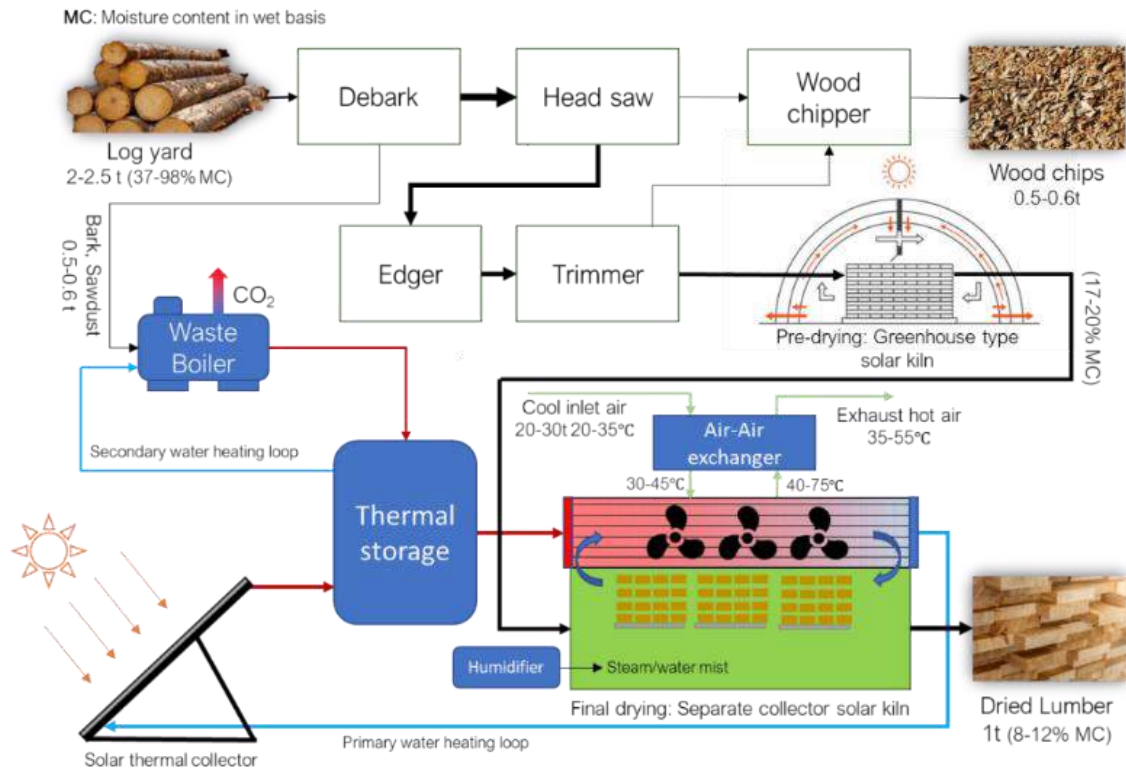 MC: Moisture content in wet basis
Debark
Head saw
Wood
chipper
Log yard
2-2.5 t (37-98% MC)
Wood chips
0.5-0.6t
Bark, Sawdust
0.5-0.6 t
Edger
Trimmer
CO₂
Waste
Boiler
Pre-drying: Greenhouse type
solar kiln
(17-20% MC)
Cool inlet air
20-30t 20-35℃
Air-Air
exchanger
Exhaust hot air
35-55℃
Secondary water heating loop
30-45℃
40-75℃
Thermal
storage
Humidifier
Steam/water mist
Final drying: Separate collector solar kiln
Dried Lumber
1t (8-12% MC)
Primary water heating loop
Solar thermal collector